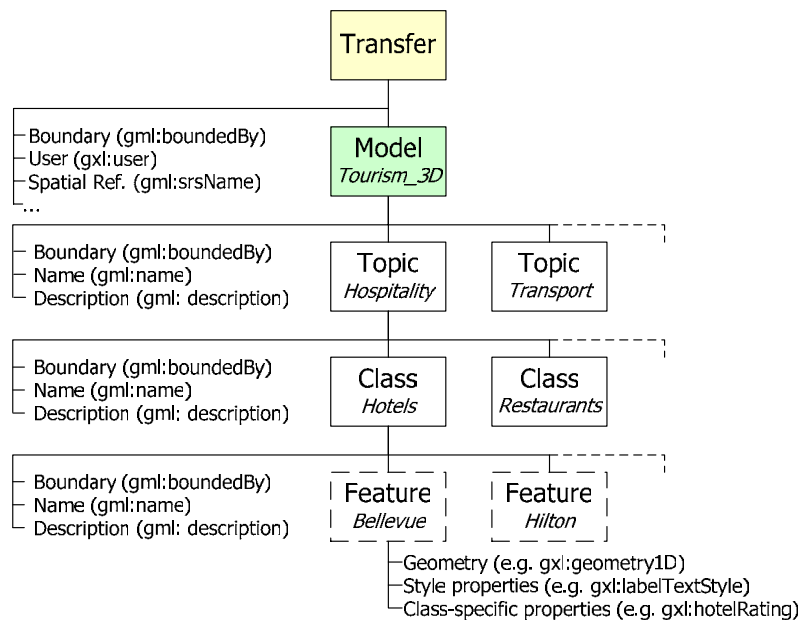 Transfer
Boundary (gml:boundedBy)
User (gxl:user)
Spatial Ref. (gml:srsName)
...
Model
Tourism_3D
Boundary (gml:boundedBy)
Name (gml:name)
Description (gml: description)
Topic
Hospitality
Topic
Transport
Boundary (gml:boundedBy)
Name (gml:name)
Description (gml: description)
Class
Hotels
Class
Restaurants
Boundary (gml:boundedBy)
Name (gml:name)
Description (gml: description)
Feature
Bellevue
Feature
Hilton
Geometry (e.g. gxl:geometry1D)
Style properties (e.g. gxl:labelTextStyle)
Class-specific properties (e.g. gxl:hotelRating)